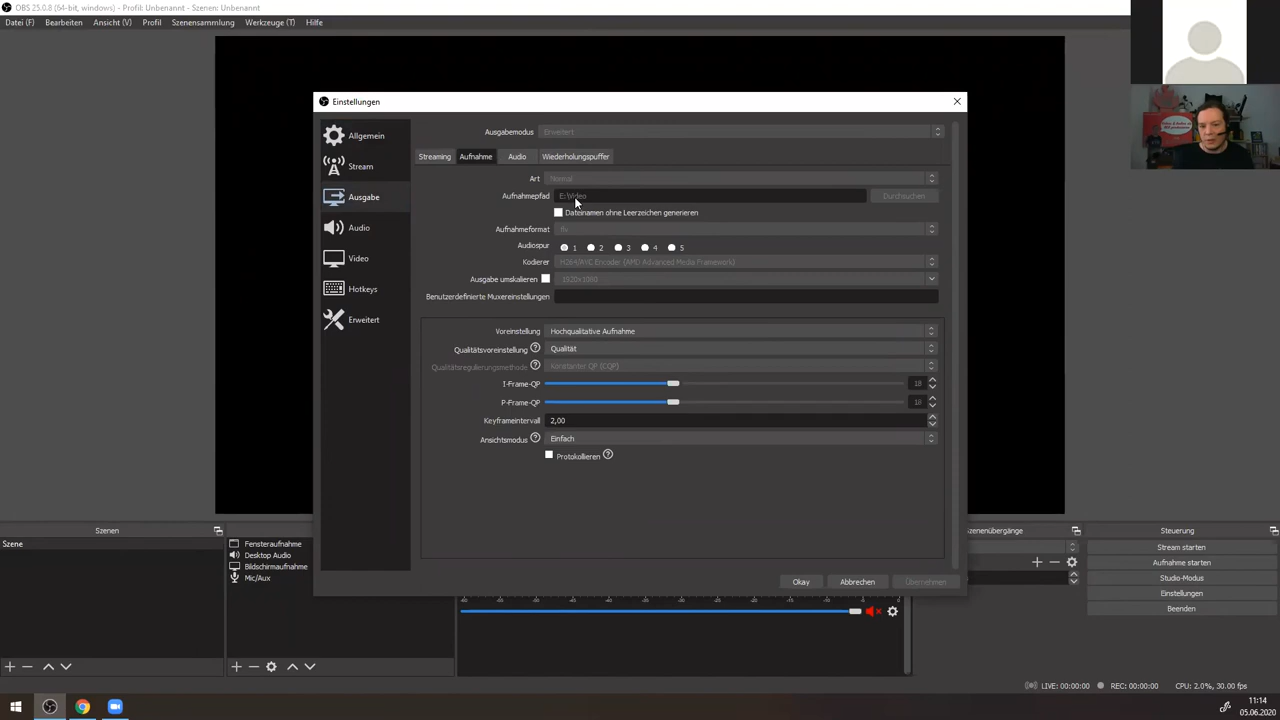 OBS 25.0.8 (64-bit, windows) - Profil: Unbenannt - Szenen: Unbenannt
Datei (F) Bearbeiten Ansicht (V) Profil Szenensammlung Werkzeuge (T) Hilfe
Einstellungen
Allgemein
Stream
Ausgabe
Audio
Video
Hotkeys
Erweitert
Ausgabemodus Erweitert
Streaming Aufnahme Audio Wiederholungspuffer
Art Normal
Aufnahmepfad E:\Video Durchsuchen
Dateinamen ohne Leerzeichen generieren
Aufnahmeformat flv
Audiospur 1 2 3 4 5
Kodierer H264/AVC Encoder (AMD Advanced Media Framework)
Ausgabe umskalieren 1920x1080
Benutzerdefinierte Muxereinstellungen
Voreinstellung Hochqualitative Aufnahme
Qualitätsvoreinstellung ? Qualität
Qualitätsregulierungsmethode ? konstanter QP (CQP)
I-Frame-QP 18
P-Frame-QP 18
Keyframeintervall 2,00
Ansichtsmodus ? Einfach
Protokollieren ?
Okay Abbrechen Übernehmen
Szenen
Szene
Fensteraufnahme
Desktop Audio
Bildschirmaufnahme
Mic/Aux
Szenenübergänge
Steuerung
Stream starten
Aufnahme starten
Studio-Modus
Einstellungen
Beenden
LIVE: 00:00:00 REC: 00:00:00 CPU: 2.0%, 30.00 fps
11:14
05.06.2020